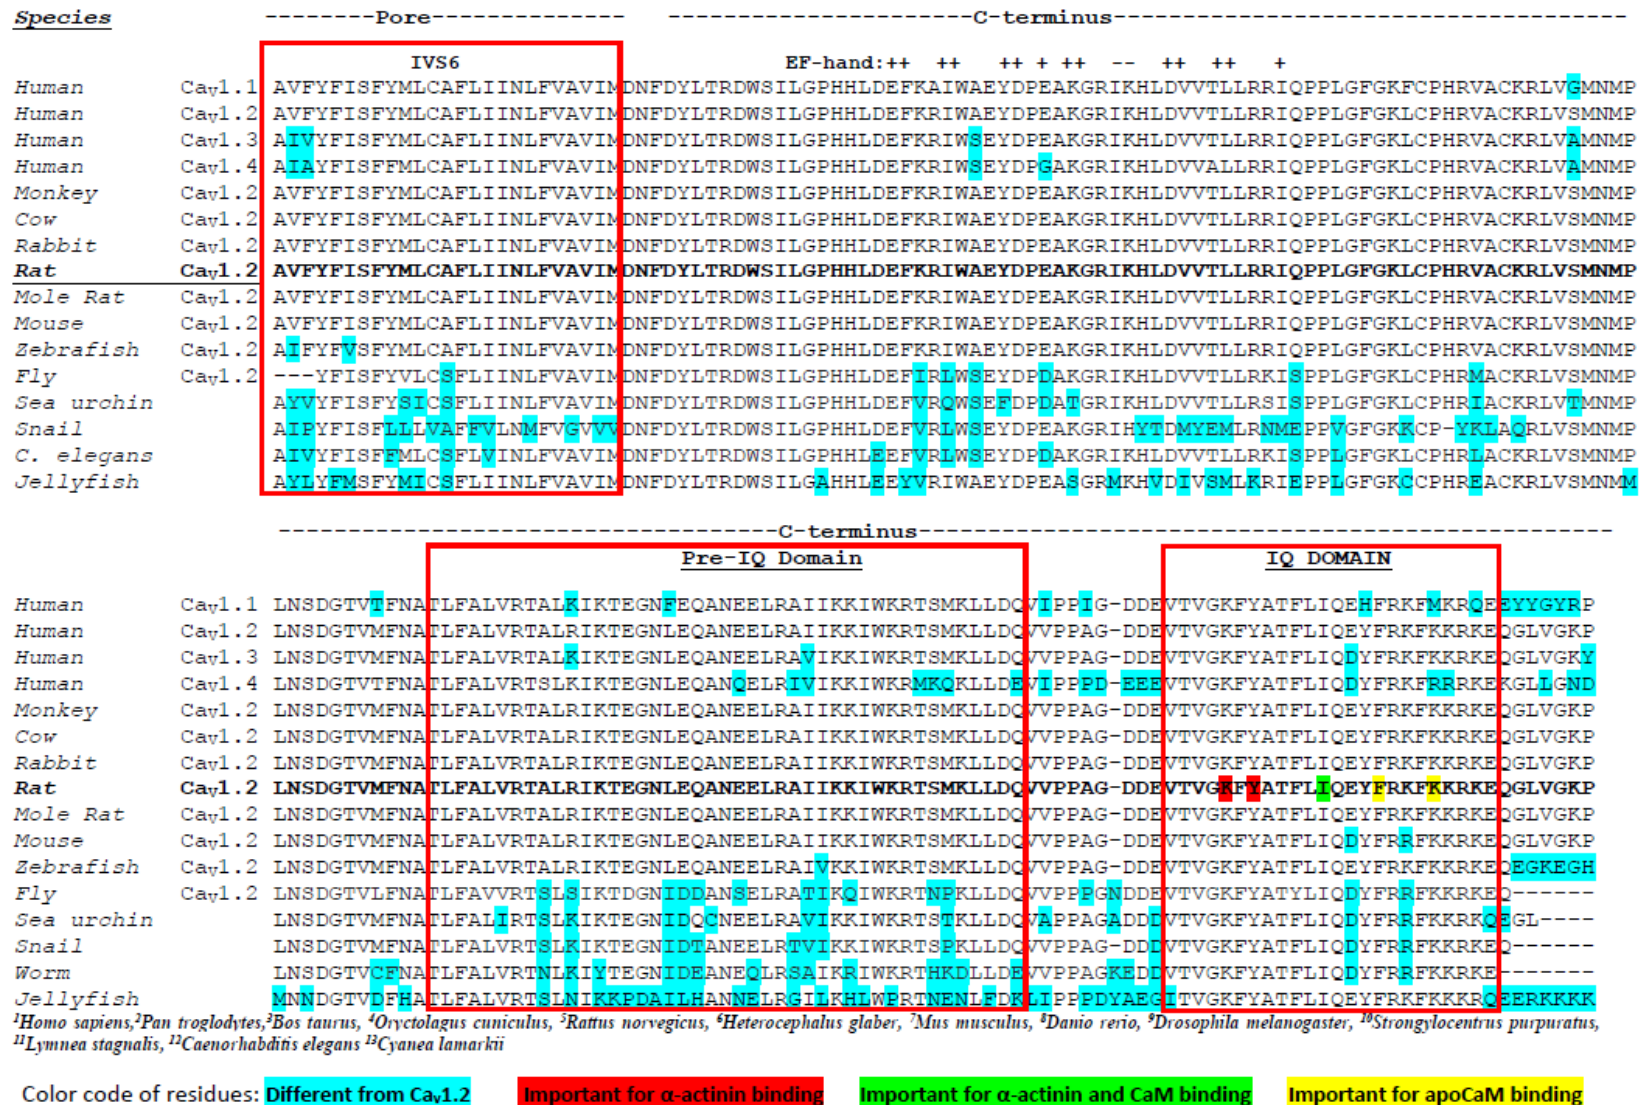 Species --------Pore-------------- ----------------------C-terminus-------------------------------------
IVS6 EF-hand:++ ++ ++ + ++ -- ++ ++ +
Human Cav1.1 AVFYFISFYMLCAFLIINLFVAVIMDNFDYLTRDWSILGPHHLDEFKAIWAEYDPEAKGRIKHLDVVTLLRRIQPPLGFGKFCPHRVACKRLVGMNMP
Human Cav1.2 AVFYFISFYMLCAFLIINLFVAVIMDNFDYLTRDWSILGPHHLDEFKRIWAEYDPEAKGRIKHLDVVTLLRRIQPPLGFGKLCPHRVACKRLVSMNMP
Human Cav1.3 AIVYFISFYMLCAFLIINLFVAVIMDNFDYLTRDWSILGPHHLDEFKRIWSEYDPEAKGRIKHLDVVTLLRRIQPPLGFGKLCPHRVACKRLVAMNMP
Human Cav1.4 AIAYFISFFMLCAFLIINLFVAVIMDNFDYLTRDWSILGPHHLDEFKRIWSEYDPGAKGRIKHLDVVALLRRIQPPLGFGKLCPHRVACKRLVAMNMP
Monkey Cav1.2 AVFYFISFYMLCAFLIINLFVAVIMDNFDYLTRDWSILGPHHLDEFKRIWAEYDPEAKGRIKHLDVVTLLRRIQPPLGFGKLCPHRVACKRLVSMNMP
Cow Cav1.2 AVFYFISFYMLCAFLIINLFVAVIMDNFDYLTRDWSILGPHHLDEFKRIWAEYDPEAKGRIKHLDVVTLLRRIQPPLGFGKLCPHRVACKRLVSMNMP
Rabbit Cav1.2 AVFYFISFYMLCAFLIINLFVAVIMDNFDYLTRDWSILGPHHLDEFKRIWAEYDPEAKGRIKHLDVVTLLRRIQPPLGFGKLCPHRVACKRLVSMNMP
Rat Cav1.2 AVFYFISFYMLCAFLIINLFVAVIMDNFDYLTRDWSILGPHHLDEFKRIWAEYDPEAKGRIKHLDVVTLLRRIQPPLGFGKLCPHRVACKRLVSMNMP
Mole Rat Cav1.2 AVFYFISFYMLCAFLIINLFVAVIMDNFDYLTRDWSILGPHHLDEFKRIWAEYDPEAKGRIKHLDVVTLLRRIQPPLGFGKLCPHRVACKRLVSMNMP
Mouse Cav1.2 AVFYFISFYMLCAFLIINLFVAVIMDNFDYLTRDWSILGPHHLDEFKRIWAEYDPEAKGRIKHLDVVTLLRRIQPPLGFGKLCPHRVACKRLVSMNMP
Zebrafish Cav1.2 AIFYFVSFYMLCAFLIINLFVAVIMDNFDYLTRDWSILGPHHLDEFKRIWAEYDPEAKGRIKHLDVVTLLRRIQPPLGFGKLCPHRVACKRLVSMNMP
Fly Cav1.2 ---YFISFYVLCSFLIINLFVAVIMDNFDYLTRDWSILGPHHLDEFIRLWSEYDPDAKGRIKHLDVVTLLRKISPPLGFGKLCPHRMACKRLVSMNMP
Sea urchin AYVYFISFYSICSFLIINLFVAVIMDNFDYLTRDWSILGPHHLDEFVRQWSEFDPDATGRIKHLDVVTLLRSISPPLGFGKLCPHRIACKRLVTMNMP
Snail AIPYFISFLLLVAFFVLNMFVGVVVDNFDYLTRDWSILGPHHLDEFVRLWSEYDPEAKGRIHYTDMYEMLRNMEPPVGFGKKCP-YKLAQRLVSMNMP
C. elegans AIVYFISFFMLCSFLVINLFVAVIMDNFDYLTRDWSILGPHHLEEFVRLWSEYDPDAKGRIKHLDVVTLLRKISPPLGFGKLCPHRLACKRLVSMNMP
Jellyfish AYLYFMSFYMICSFLIINLFVAVIMDNFDYLTRDWSILGAHHLEEYVRIWAEYDPEASGRMKHVDIVSMLKRIEPPLGFGKCCPHREACKRLVSMNMM
-----------------------------------C-terminus-------------------------------------------------
Pre-IQ Domain IQ DOMAIN
Human Cav1.1 LNSDGTVTFNATLFALVRTALKIKTEGNFEQANEELRAIIKKIWKRTSMKLLDQVIPPIG-DDEVTVGKFYATFLIQEHFRKFMKRQEEYYGYRP
Human Cav1.2 LNSDGTVMFNATLFALVRTALRIKTEGNLEQANEELRAIIKKIWKRTSMKLLDQVVPPAG-DDEVTVGKFYATFLIQEYFRKFKKRKEQGLVGKP
Human Cav1.3 LNSDGTVMFNATLFALVRTALKIKTEGNLEQANEELRAVIKKIWKRTSMKLLDQVVPPAG-DDEVTVGKFYATFLIQDYFRKFKKRKEQGLVGKY
Human Cav1.4 LNSDGTVTFNATLFALVRTSLKIKTEGNLEQANQELRIVIKKIWKRMKQKLLDEVIPPPD-EEEVTVGKFYATFLIQDYFRKFRRRKEKGLLGND
Monkey Cav1.2 LNSDGTVMFNATLFALVRTALRIKTEGNLEQANEELRAIIKKIWKRTSMKLLDQVVPPAG-DDEVTVGKFYATFLIQEYFRKFKKRKEQGLVGKP
Cow Cav1.2 LNSDGTVMFNATLFALVRTALRIKTEGNLEQANEELRAIIKKIWKRTSMKLLDQVVPPAG-DDEVTVGKFYATFLIQEYFRKFKKRKEQGLVGKP
Rabbit Cav1.2 LNSDGTVMFNATLFALVRTALRIKTEGNLEQANEELRAIIKKIWKRTSMKLLDQVVPPAG-DDEVTVGKFYATFLIQEYFRKFKKRKEQGLVGKP
Rat Cav1.2 LNSDGTVMFNATLFALVRTALRIKTEGNLEQANEELRAIIKKIWKRTSMKLLDQVVPPAG-DDEVTVGKFYATFLIQEYFRKFKKRKEQGLVGKP
Mole Rat Cav1.2 LNSDGTVMFNATLFALVRTALRIKTEGNLEQANEELRAIIKKIWKRTSMKLLDQVVPPAG-DDEVTVGKFYATFLIQEYFRKFKKRKEQGLVGKP
Mouse Cav1.2 LNSDGTVMFNATLFALVRTALRIKTEGNLEQANEELRAIIKKIWKRTSMKLLDQVVPPAG-DDEVTVGKFYATFLIQDYFRRFKKRKEQGLVGKP
Zebrafish Cav1.2 LNSDGTVMFNATLFALVRTALRIKTEGNLEQANEELRAIVKKIWKRTSMKLLDQVVPPAG-DDEVTVGKFYATFLIQEYFRKFKKRKEQEGKEGH
Fly Cav1.2 LNSDGTVLFNATLFAVVRTSLSIKTDGNIDDANSELRATIKQIWKRTNPKLLDQVVPPPGNDDEVTVGKFYATYLIQDYFRRFKKRKEQ------
Sea urchin LNSDGTVMFNATLFALIRTSLKIKTEGNIDQCNEELRAVIKKIWKRTSTKLLDQVAPPAGADDDVTVGKFYATFLIQDYFRRFKKRKQEGL----
Snail LNSDGTVMFNATLFALVRTSLKIKTEGNIDTANEELRTVIKKIWKRTSPKLLDQVVPPAG-DDDVTVGKFYATFLIQDYFRRFKKRKEQ------
Worm LNSDGTVCFNATLFALVRTNLKIYTEGNIDEANEQLRSAIKRIWKRTHKDLLDEVVPPAGKEDDVTVGKFYATFLIQDYFRRFKKRKE-------
Jellyfish MNNDGTVDFHATLFALVRTSLNIKKPDAILHANNELRGILKHLWPRTNENLFDKLIPPPDYAEGITVGKFYATFLIQEYFRKFKKKRQEERKKKK
1Homo sapiens,2Pan troglodytes,3Bos taurus, 4Oryctolagus cuniculus, 5Rattus norvegicus, 6Heterocephalus glaber, 7Mus musculus, 8Danio rerio, 9Drosophila melanogaster, 10Strongylocentrus purpuratus,
11Lymnea stagnalis, 12Caenorhabditis elegans 13Cyanea lamarkii
Color code of residues: Different from Cav1.2 Important for α-actinin binding Important for α-actinin and CaM binding Important for apoCaM binding